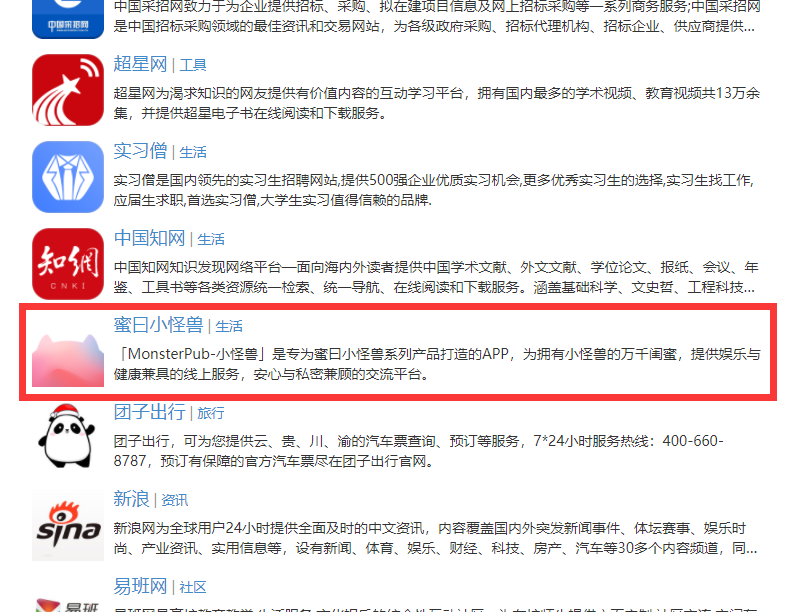 中国采招网
中国采招网致力于为企业提供招标、采购、拟在建项目信息及网上招标采购等一系列商务服务;中国采招网
是中国招标采购领域的最佳资讯和交易网站，为各级政府采购、招标代理机构、招标企业、供应商提供...
超星网 | 工具
超星网为渴求知识的网友提供有价值内容的互动学习平台，拥有国内最多的学术视频、教育视频共13万余
集，并提供超星电子书在线阅读和下载服务。
实习僧 | 生活
实习僧是国内领先的实习生招聘网站,提供500强企业优质实习机会,更多优秀实习生的选择,实习生找工作,
应届生求职,首选实习僧,大学生实习值得信赖的品牌.
知網
CNKI
中国知网 | 生活
中国知网知识发现网络平台—面向海内外读者提供中国学术文献、外文文献、学位论文、报纸、会议、年
鉴、工具书等各类资源统一检索、统一导航、在线阅读和下载服务。涵盖基础科学、文史哲、工程科技...
蜜曰小怪兽 | 生活
「MonsterPub-小怪兽」是专为蜜曰小怪兽系列产品打造的APP，为拥有小怪兽的万千闺蜜，提供娱乐与
健康兼具的线上服务，安心与私密兼顾的交流平台。
团子出行 | 旅行
团子出行，可为您提供云、贵、川、渝的汽车票查询、预订等服务，7*24小时服务热线：400-660-
8787，预订有保障的官方汽车票尽在团子出行官网。
sina
新浪 | 资讯
新浪网为全球用户24小时提供全面及时的中文资讯，内容覆盖国内外突发新闻事件、体坛赛事、娱乐时
尚、产业资讯、实用信息等，设有新闻、体育、娱乐、财经、科技、房产、汽车等30多个内容频道，同...
易班
易班网 | 社区